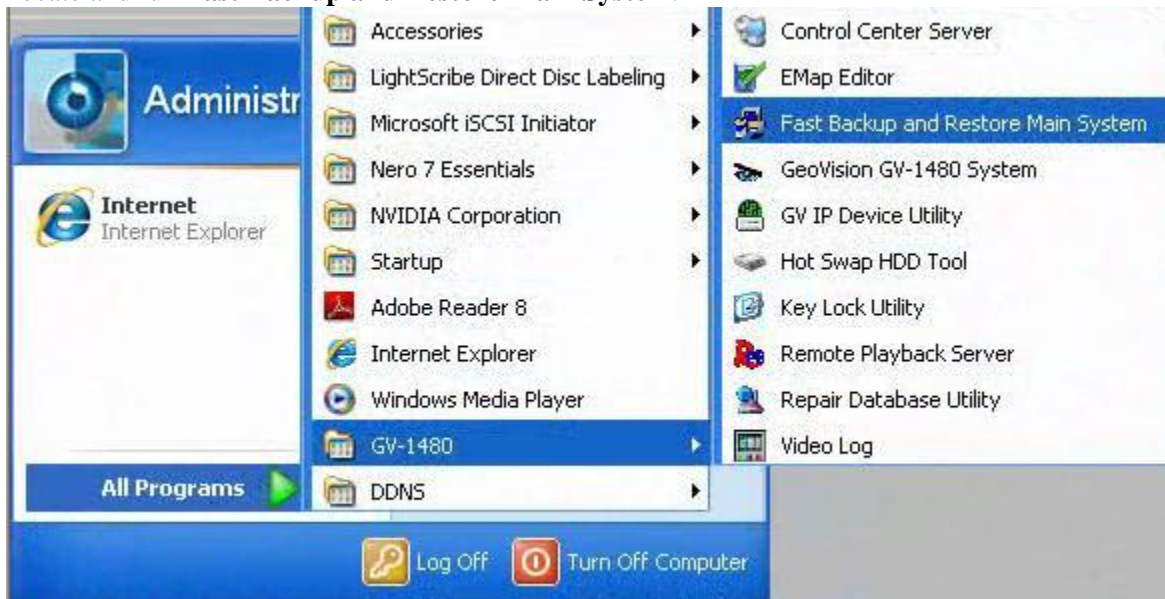 Administr
Internet
Internet Explorer
All Programs
Accessories
LightScribe Direct Disc Labeling
Microsoft iSCSI Initiator
Nero 7 Essentials
NVIDIA Corporation
Startup
Adobe Reader 8
Internet Explorer
Windows Media Player
GV-1480
DDNS
Control Center Server
EMap Editor
Fast Backup and Restore Main System
GeoVision GV-1480 System
GV IP Device Utility
Hot Swap HDD Tool
Key Lock Utility
Remote Playback Server
Repair Database Utility
Video Log
Log Off
Turn Off Computer